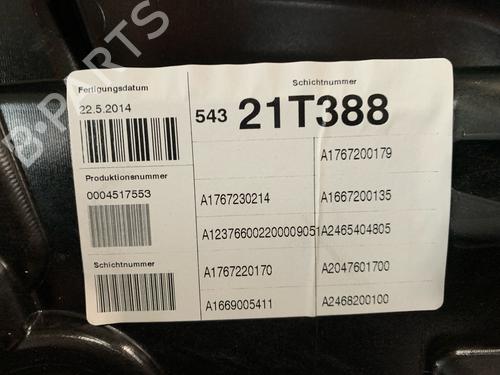 B-PARTS
Fertigungsdatum
22.5.2014
Schichtnummer
543 21T388
Produktionsnummer
0004517553
Schichtnummer
A1767200179
A1767230214 A1667200135
A123766002200009051 A2465404805
A1767220170 A2047601700
A1669005411 A2468200100